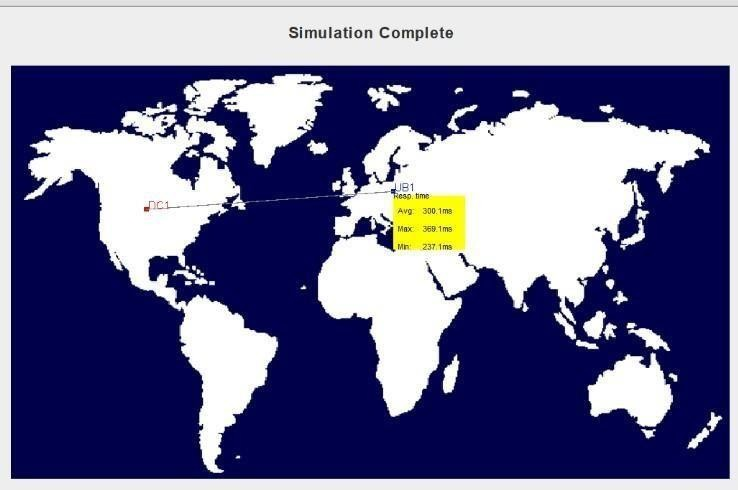 Simulation Complete
DC1
UB1
Resp. time
Avg: 300.1ms
Max: 369.1ms
Min: 237.1ms